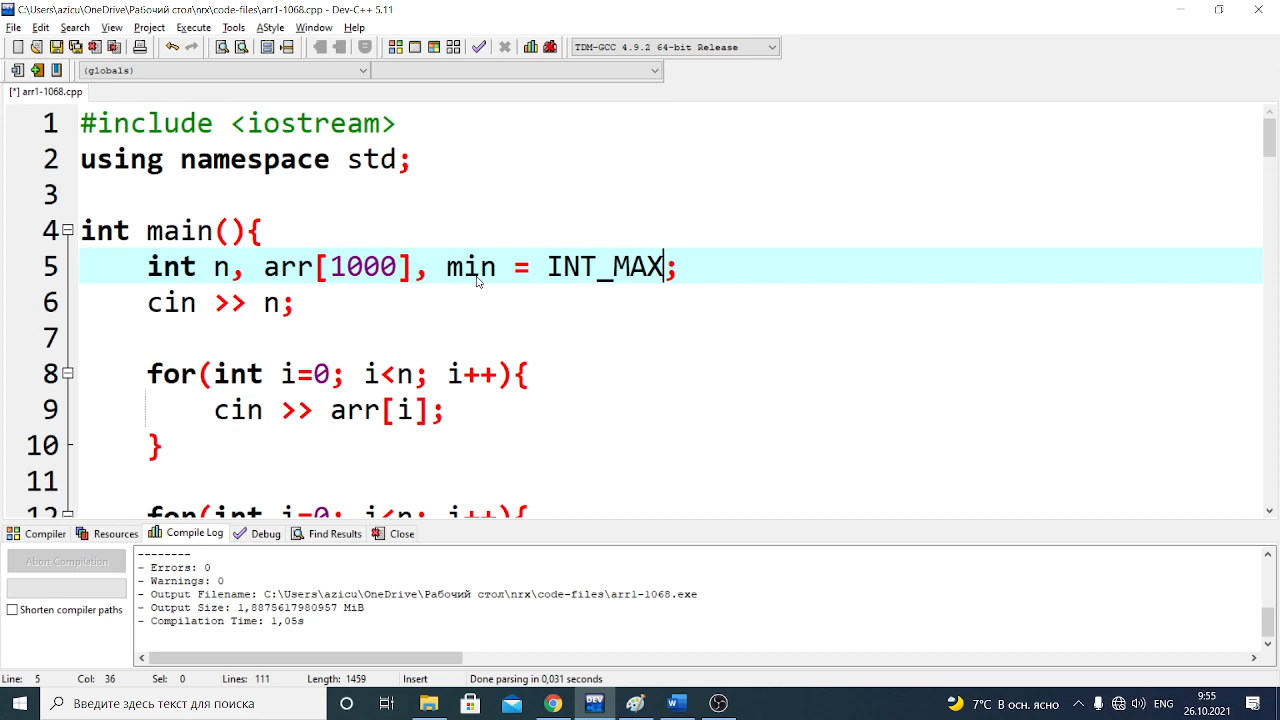 C:\Users\azicu\OneDrive\Рабочий стол\nrx\code-files\arr1-1068.cpp - Dev-C++ 5.11
File Edit Search View Project Execute Tools AStyle Window Help
TDM-GCC 4.9.2 64-bit Release
(globals)
[*] arr1-1068.cpp
1 #include <iostream>
2 using namespace std;
3
4 int main(){
5 int n, arr[1000], min = INT_MAX;
6 cin >> n;
7
8 for(int i=0; i<n; i++){
9 cin >> arr[i];
10 }
11
12 for(int i=0; i<n; i++){
Compiler Resources Compile Log Debug Find Results Close
Abort Compilation
Shorten compiler paths
--------
- Errors: 0
- Warnings: 0
- Output Filename: C:\Users\azicu\OneDrive\Рабочий стол\nrx\code-files\arr1-1068.exe
- Output Size: 1,8875617980957 MiB
- Compilation Time: 1,05s
Line: 5 Col: 36 Sel: 0 Lines: 111 Length: 1459 Insert Done parsing in 0,031 seconds
Введите здесь текст для поиска
DEV
7°C В осн. ясно
ENG
9:55
26.10.2021